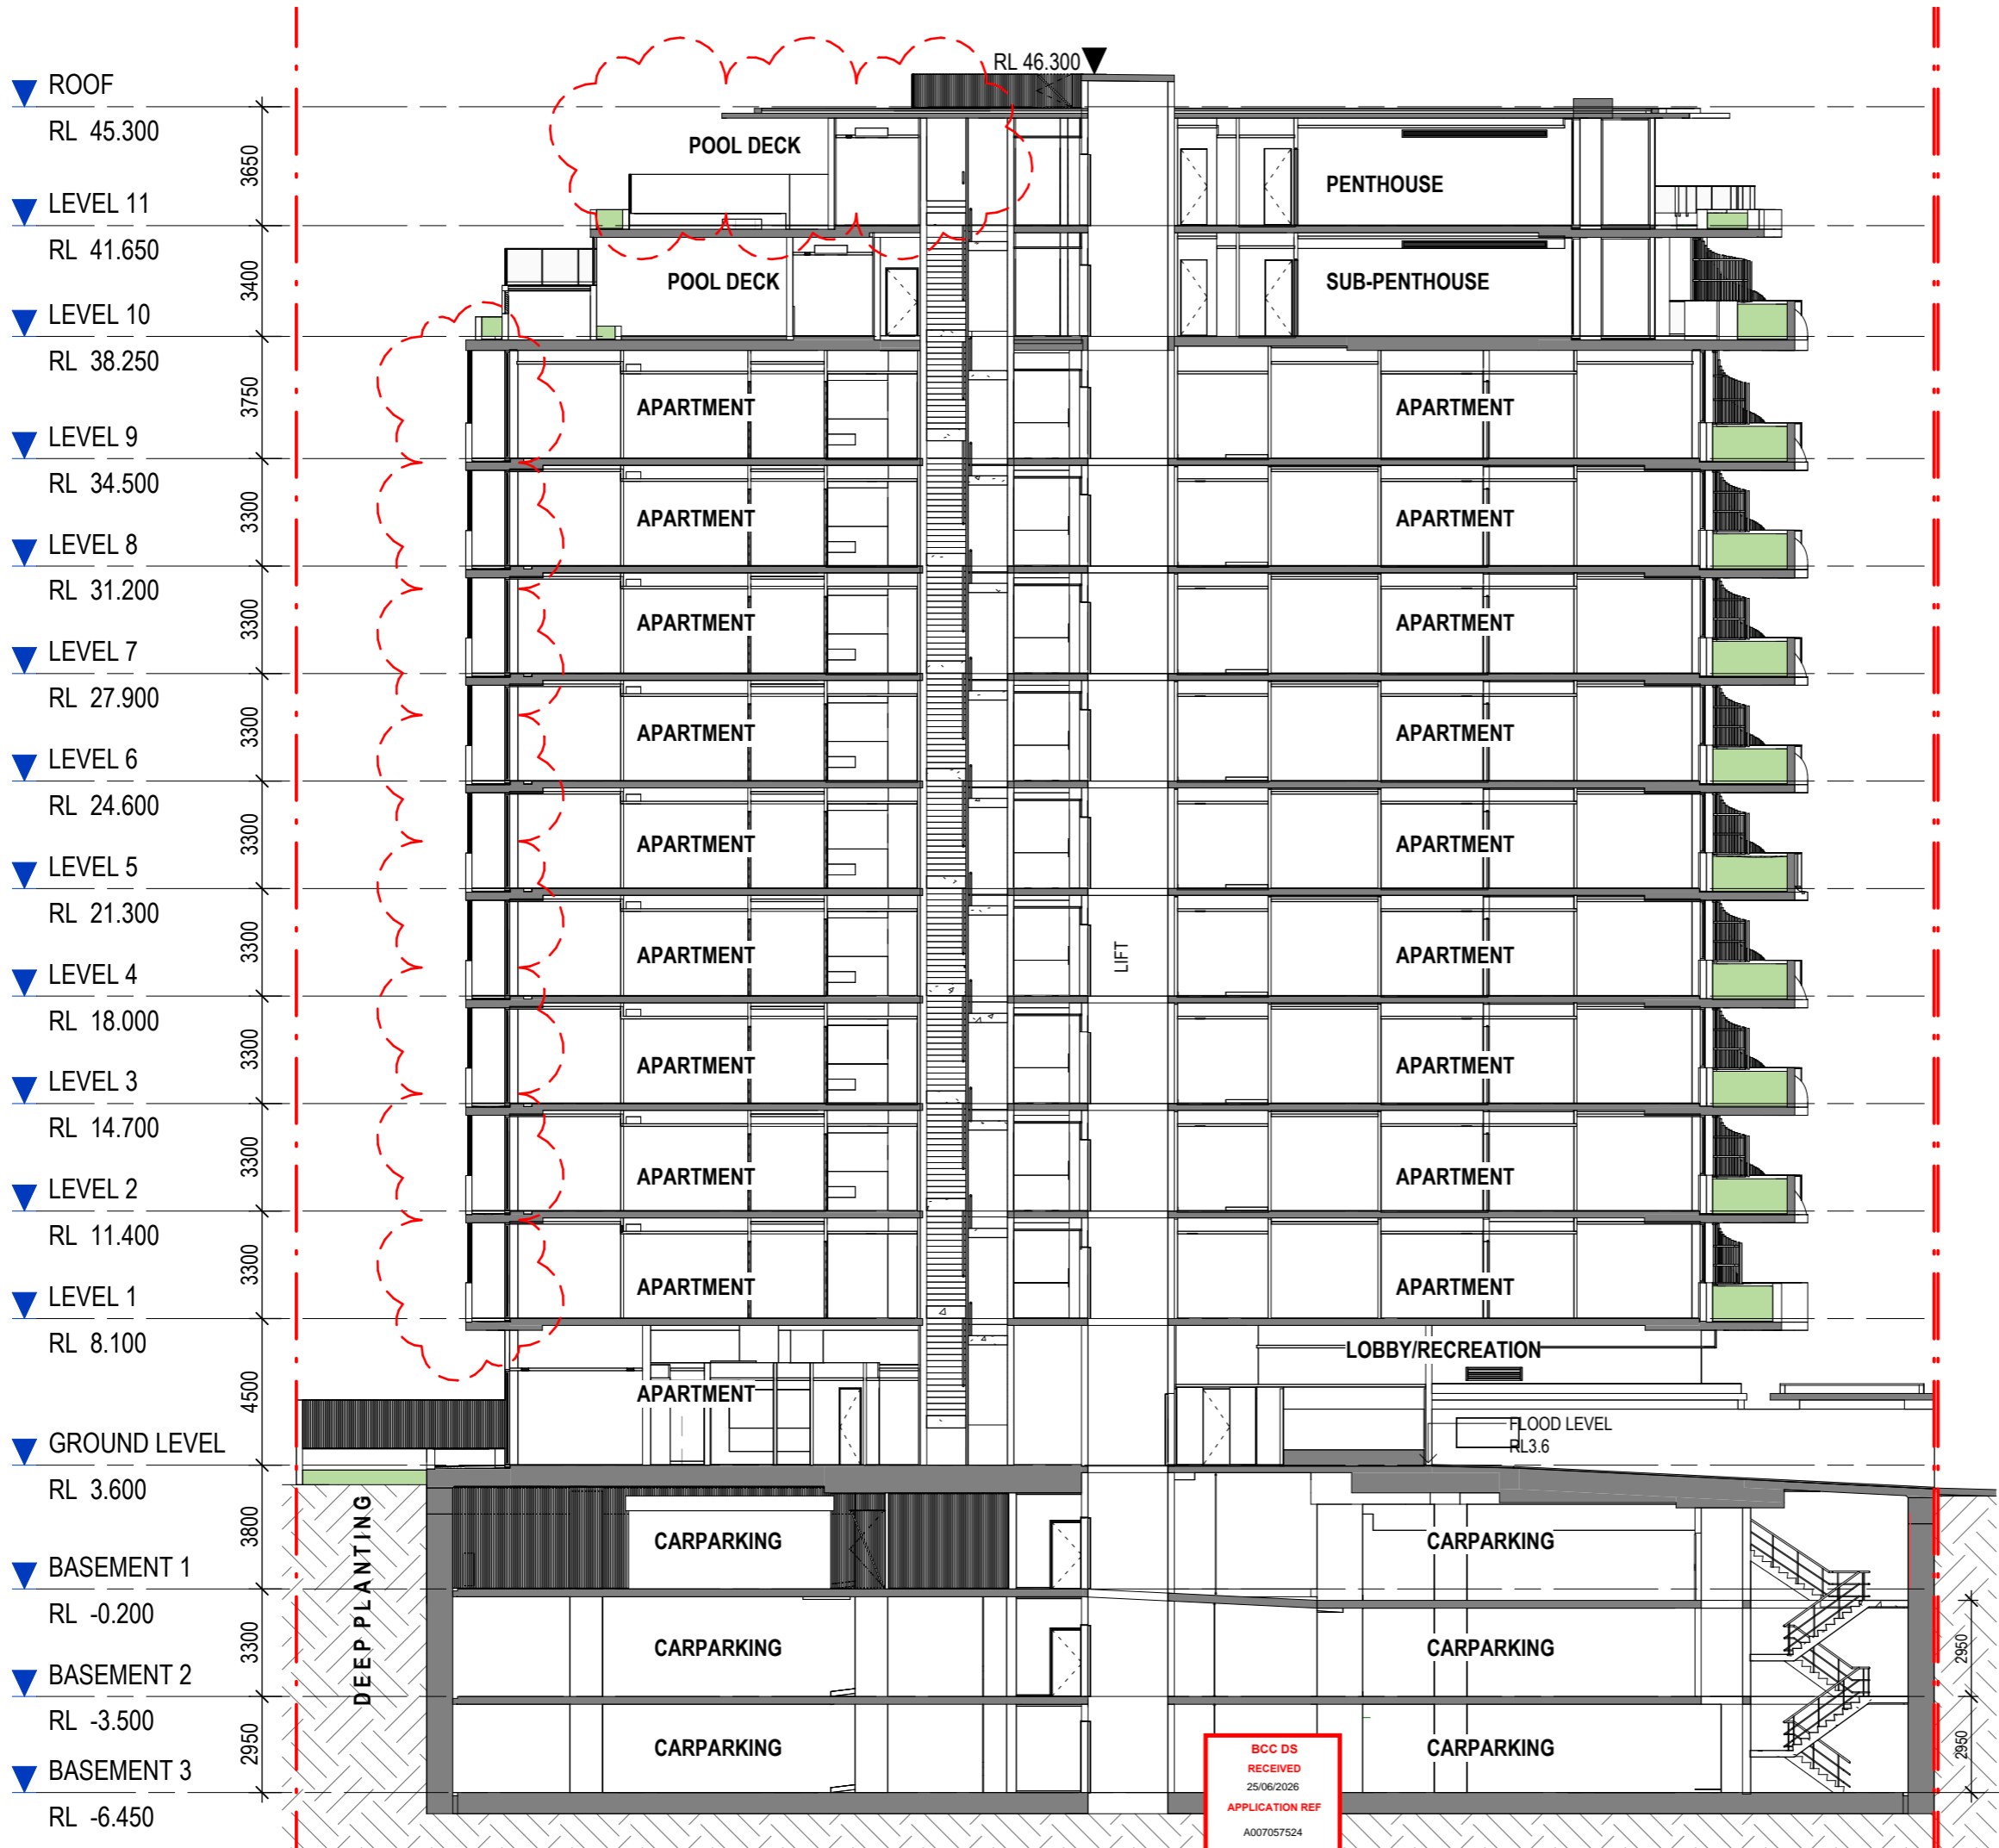 RL 46.300
ROOF
RL 45.300
3650
POOL DECK
PENTHOUSE
LEVEL 11
RL 41.650
3400
POOL DECK
SUB-PENTHOUSE
LEVEL 10
RL 38.250
3750
APARTMENT
APARTMENT
LEVEL 9
RL 34.500
3300
APARTMENT
APARTMENT
LEVEL 8
RL 31.200
3300
APARTMENT
APARTMENT
LEVEL 7
RL 27.900
3300
APARTMENT
APARTMENT
LEVEL 6
RL 24.600
3300
APARTMENT
APARTMENT
LEVEL 5
RL 21.300
3300
APARTMENT
LIFT
APARTMENT
LEVEL 4
RL 18.000
3300
APARTMENT
APARTMENT
LEVEL 3
RL 14.700
3300
APARTMENT
APARTMENT
LEVEL 2
RL 11.400
3300
APARTMENT
APARTMENT
LEVEL 1
RL 8.100
4500
LOBBY/RECREATION
APARTMENT
FLOOD LEVEL
RL3.6
GROUND LEVEL
RL 3.600
3800
DEEP PLANTING
CARPARKING
CARPARKING
BASEMENT 1
RL -0.200
3300
CARPARKING
CARPARKING
2950
BASEMENT 2
RL -3.500
2950
CARPARKING
CARPARKING
2950
BASEMENT 3
RL -6.450
BCC DS
RECEIVED
25/06/2026
APPLICATION REF
A007057524